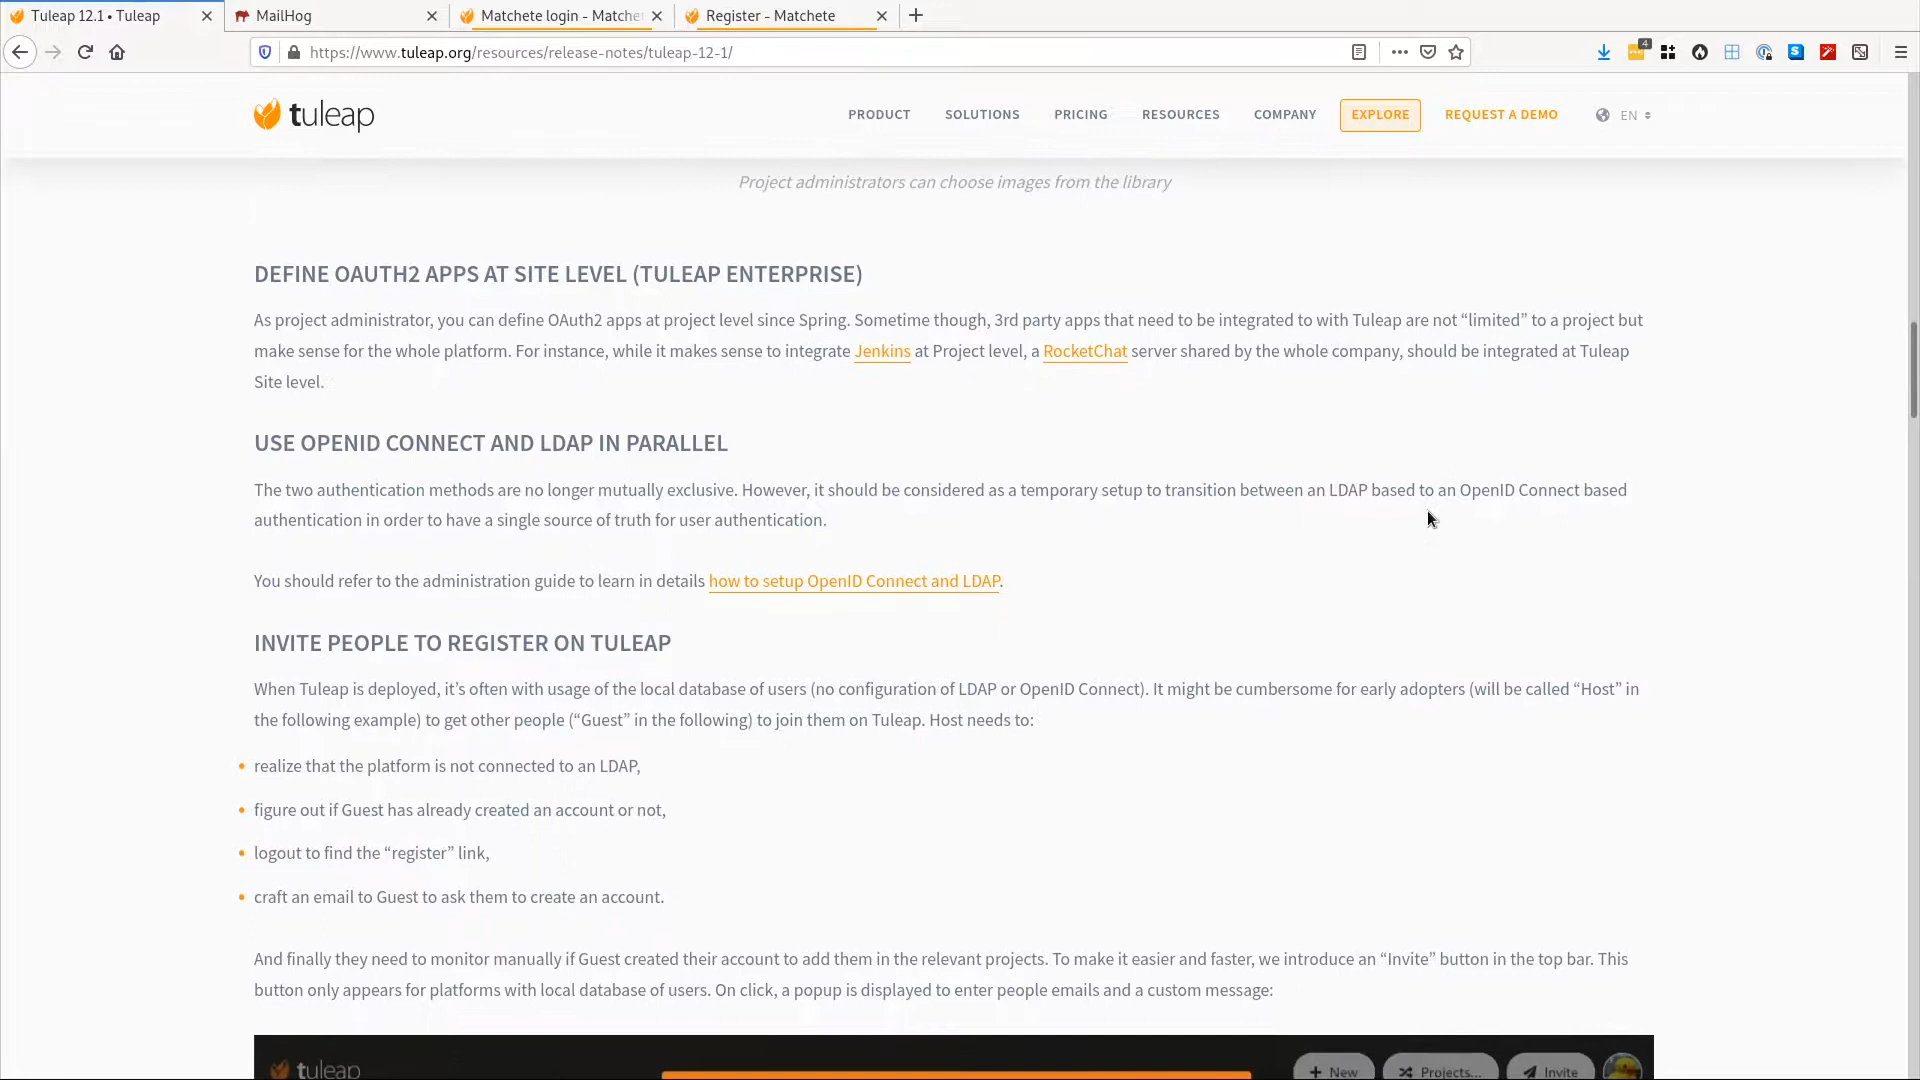 Tuleap 12.1 • Tuleap
MailHog
Matchete login - Matche
Register - Matchete
https://www.tuleap.org/resources/release-notes/tuleap-12-1/
4
S
tuleap
PRODUCT
SOLUTIONS
PRICING
RESOURCES
COMPANY
EXPLORE
REQUEST A DEMO
EN
Project administrators can choose images from the library
DEFINE OAUTH2 APPS AT SITE LEVEL (TULEAP ENTERPRISE)
As project administrator, you can define OAuth2 apps at project level since Spring. Sometime though, 3rd party apps that need to be integrated to with Tuleap are not “limited” to a project but
make sense for the whole platform. For instance, while it makes sense to integrate Jenkins at Project level, a RocketChat server shared by the whole company, should be integrated at Tuleap
Site level.
USE OPENID CONNECT AND LDAP IN PARALLEL
The two authentication methods are no longer mutually exclusive. However, it should be considered as a temporary setup to transition between an LDAP based to an OpenID Connect based
authentication in order to have a single source of truth for user authentication.
You should refer to the administration guide to learn in details how to setup OpenID Connect and LDAP.
INVITE PEOPLE TO REGISTER ON TULEAP
When Tuleap is deployed, it’s often with usage of the local database of users (no configuration of LDAP or OpenID Connect). It might be cumbersome for early adopters (will be called “Host” in
the following example) to get other people (“Guest” in the following) to join them on Tuleap. Host needs to:
• realize that the platform is not connected to an LDAP,
• figure out if Guest has already created an account or not,
• logout to find the “register” link,
• craft an email to Guest to ask them to create an account.
And finally they need to monitor manually if Guest created their account to add them in the relevant projects. To make it easier and faster, we introduce an “Invite” button in the top bar. This
button only appears for platforms with local database of users. On click, a popup is displayed to enter people emails and a custom message:
tuleap
New
Projects...
Invite